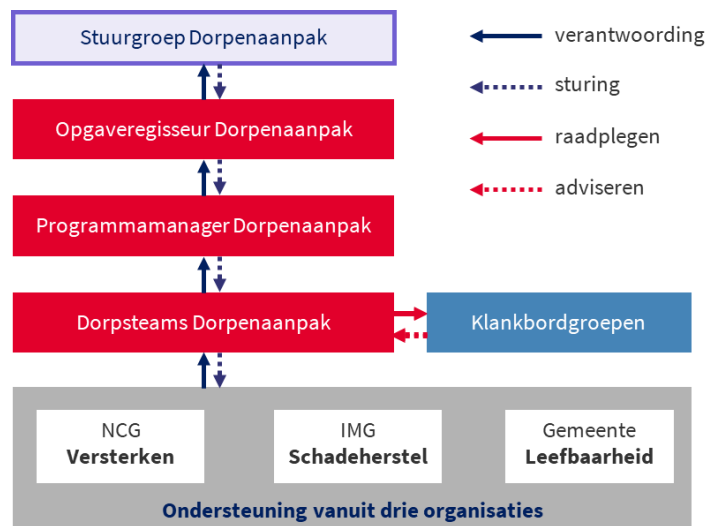 Stuurgroep Dorpenaanpak
Opgaveregisseur Dorpenaanpak
Programmamanager Dorpenaanpak
Dorpsteams Dorpenaanpak
Klankbordgroepen
verantwoording
sturing
raadplegen
adviseren
NCG
Versterken
IMG
Schadeherstel
Gemeente
Leefbaarheid
Ondersteuning vanuit drie organisaties